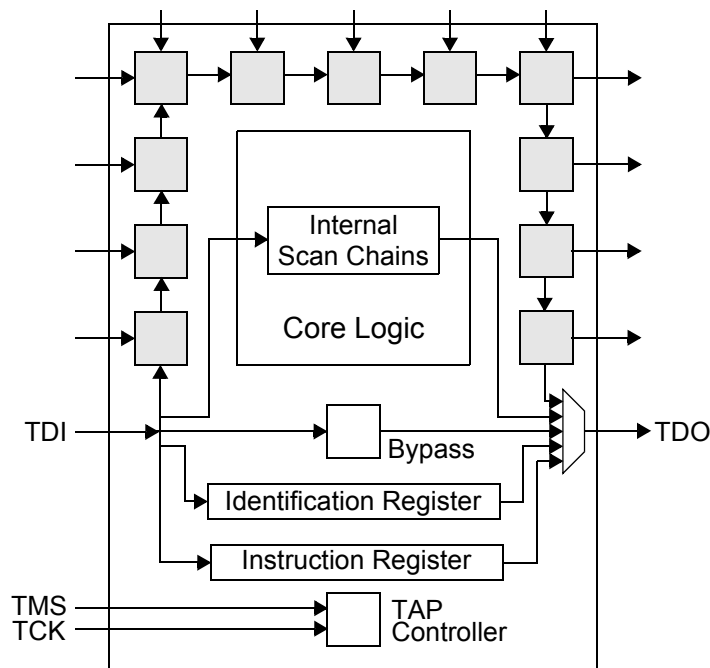 Internal
Scan Chains
Core Logic
TDI
TDO
Bypass
Identification Register
Instruction Register
TMS
TCK
TAP
Controller